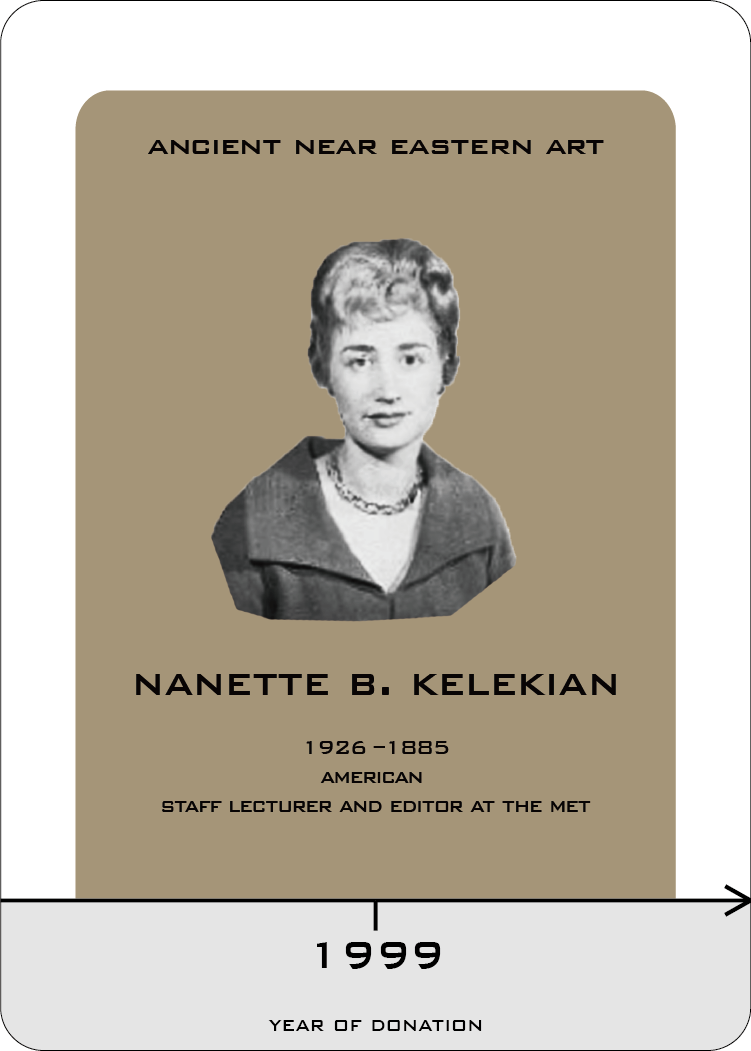 ANCIENT NEAR EASTERN ART
NANETTE B. KELEKIAN
1926 –1885
AMERICAN
STAFF LECTURER AND EDITOR AT THE MET
1999
YEAR OF DONATION